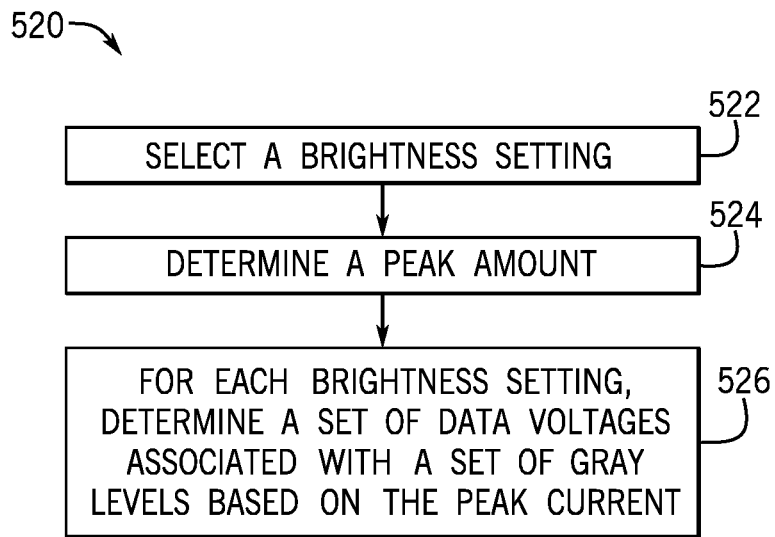 520
522
SELECT A BRIGHTNESS SETTING
524
DETERMINE A PEAK AMOUNT
526
FOR EACH BRIGHTNESS SETTING,
DETERMINE A SET OF DATA VOLTAGES
ASSOCIATED WITH A SET OF GRAY
LEVELS BASED ON THE PEAK CURRENT